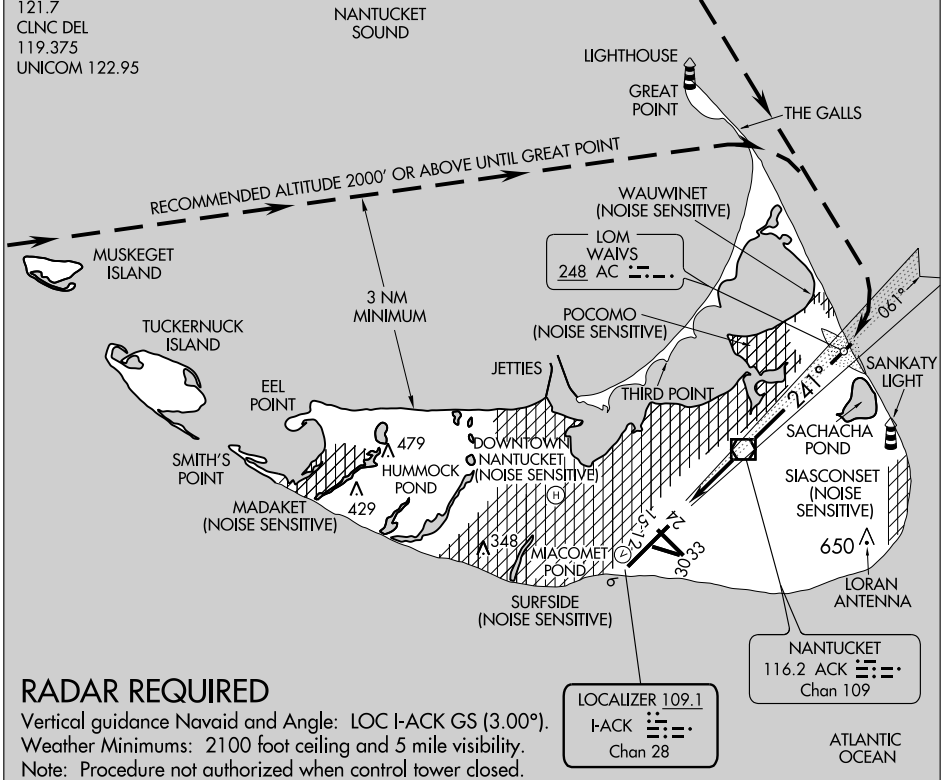 121.7
CLNC DEL
119.375
UNICOM 122.95
NANTUCKET
SOUND
LIGHTHOUSE
GREAT
POINT
THE GALLS
RECOMMENDED ALTITUDE 2000' OR ABOVE UNTIL GREAT POINT
WAUWINET
(NOISE SENSITIVE)
LOM
WAIVS
248 AC
MUSKEGET
ISLAND
3 NM
MINIMUM
POCOMO
(NOISE SENSITIVE)
061°
TUCKERNUCK
ISLAND
JETTIES
THIRD POINT
241°
SANKATY
LIGHT
EEL
POINT
SACHACHA
POND
479
DOWNTOWN
NANTUCKET
(NOISE SENSITIVE)
HUMMOCK
POND
SMITH'S
POINT
SIASCONSET
(NOISE
SENSITIVE)
MADAKET
(NOISE SENSITIVE)
429
H
348
MIACOMET
POND
15-12
24
33
30
6
650
LORAN
ANTENNA
SURFSIDE
(NOISE SENSITIVE)
NANTUCKET
116.2 ACK
Chan 109
LOCALIZER 109.1
I-ACK
Chan 28
ATLANTIC
OCEAN
RADAR REQUIRED
Vertical guidance Navaid and Angle: LOC I-ACK GS (3.00°).
Weather Minimums: 2100 foot ceiling and 5 mile visibility.
Note: Procedure not authorized when control tower closed.